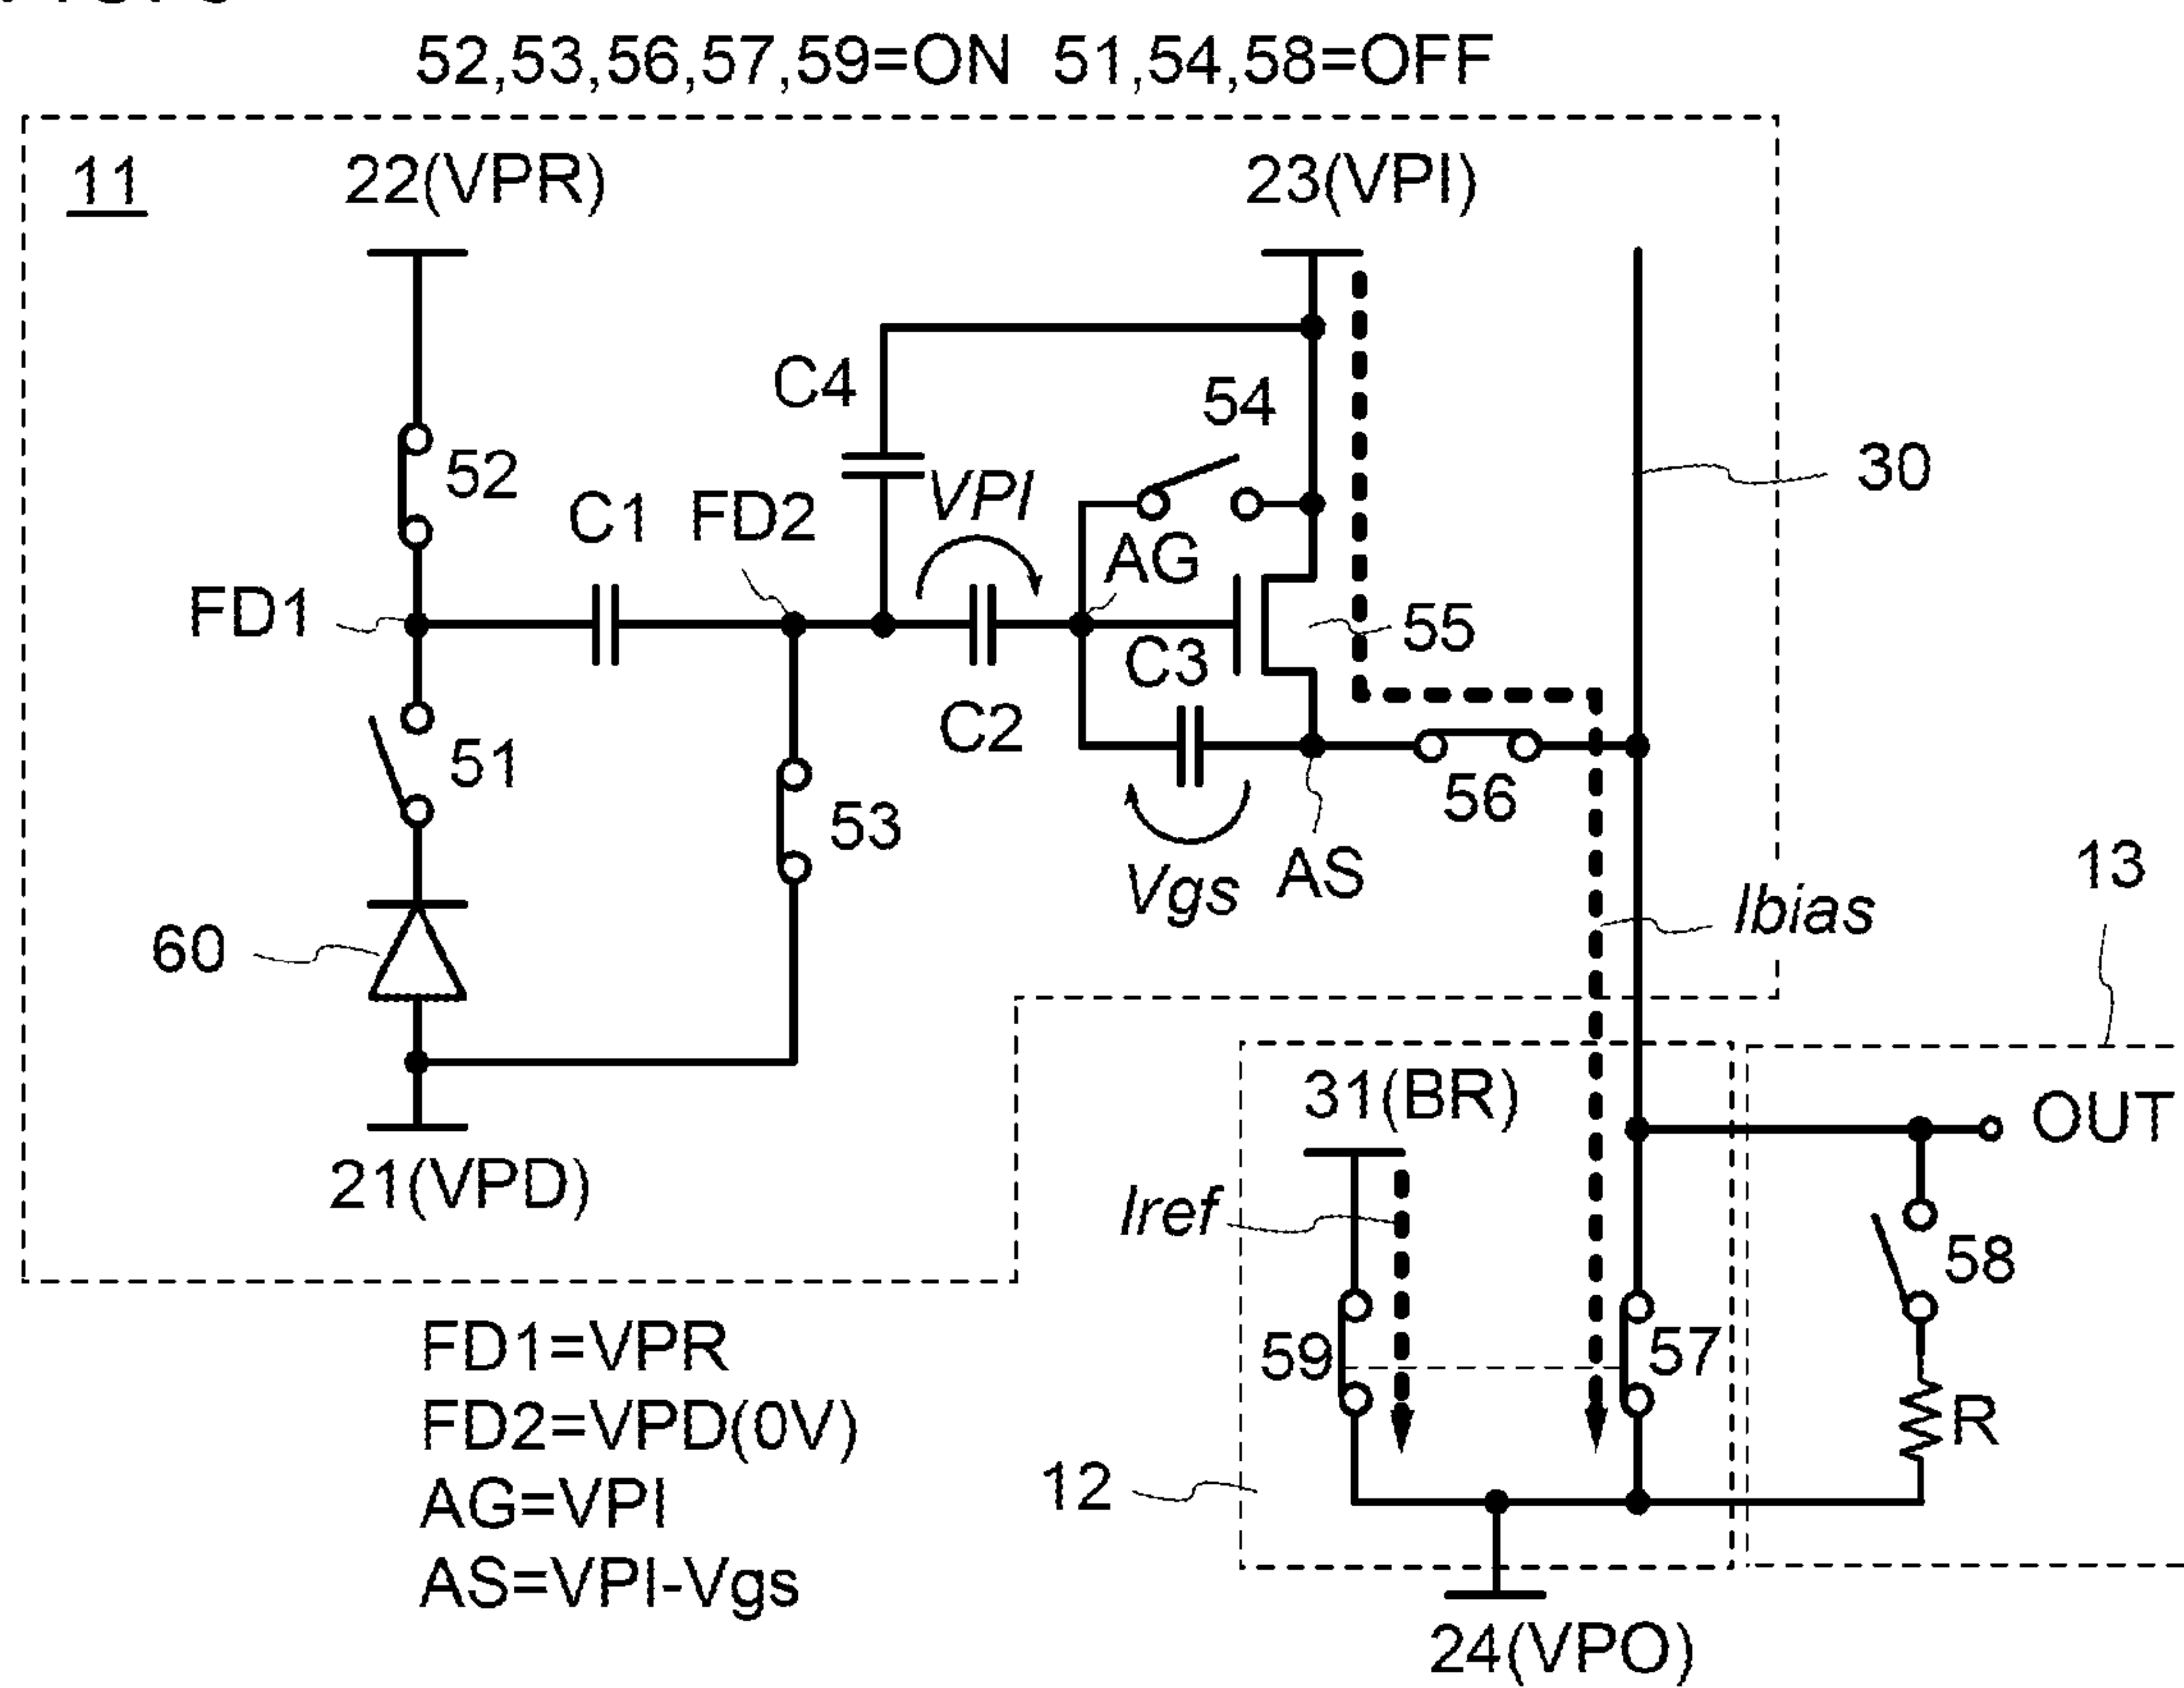 52,53,56,57,59=ON 51,54,58=OFF
11
22(VPR)
23(VPI)
C4
54
52
VPI
30
C1
FD2
AG
FD1
55
C3
C2
51
53
56
Vgs
AS
13
60
Ibias
31(BR)
OUT
21(VPD)
Iref
58
59
57
FD1=VPR
FD2=VPD(0V)
R
12
AG=VPI
AS=VPI-Vgs
24(VPO)